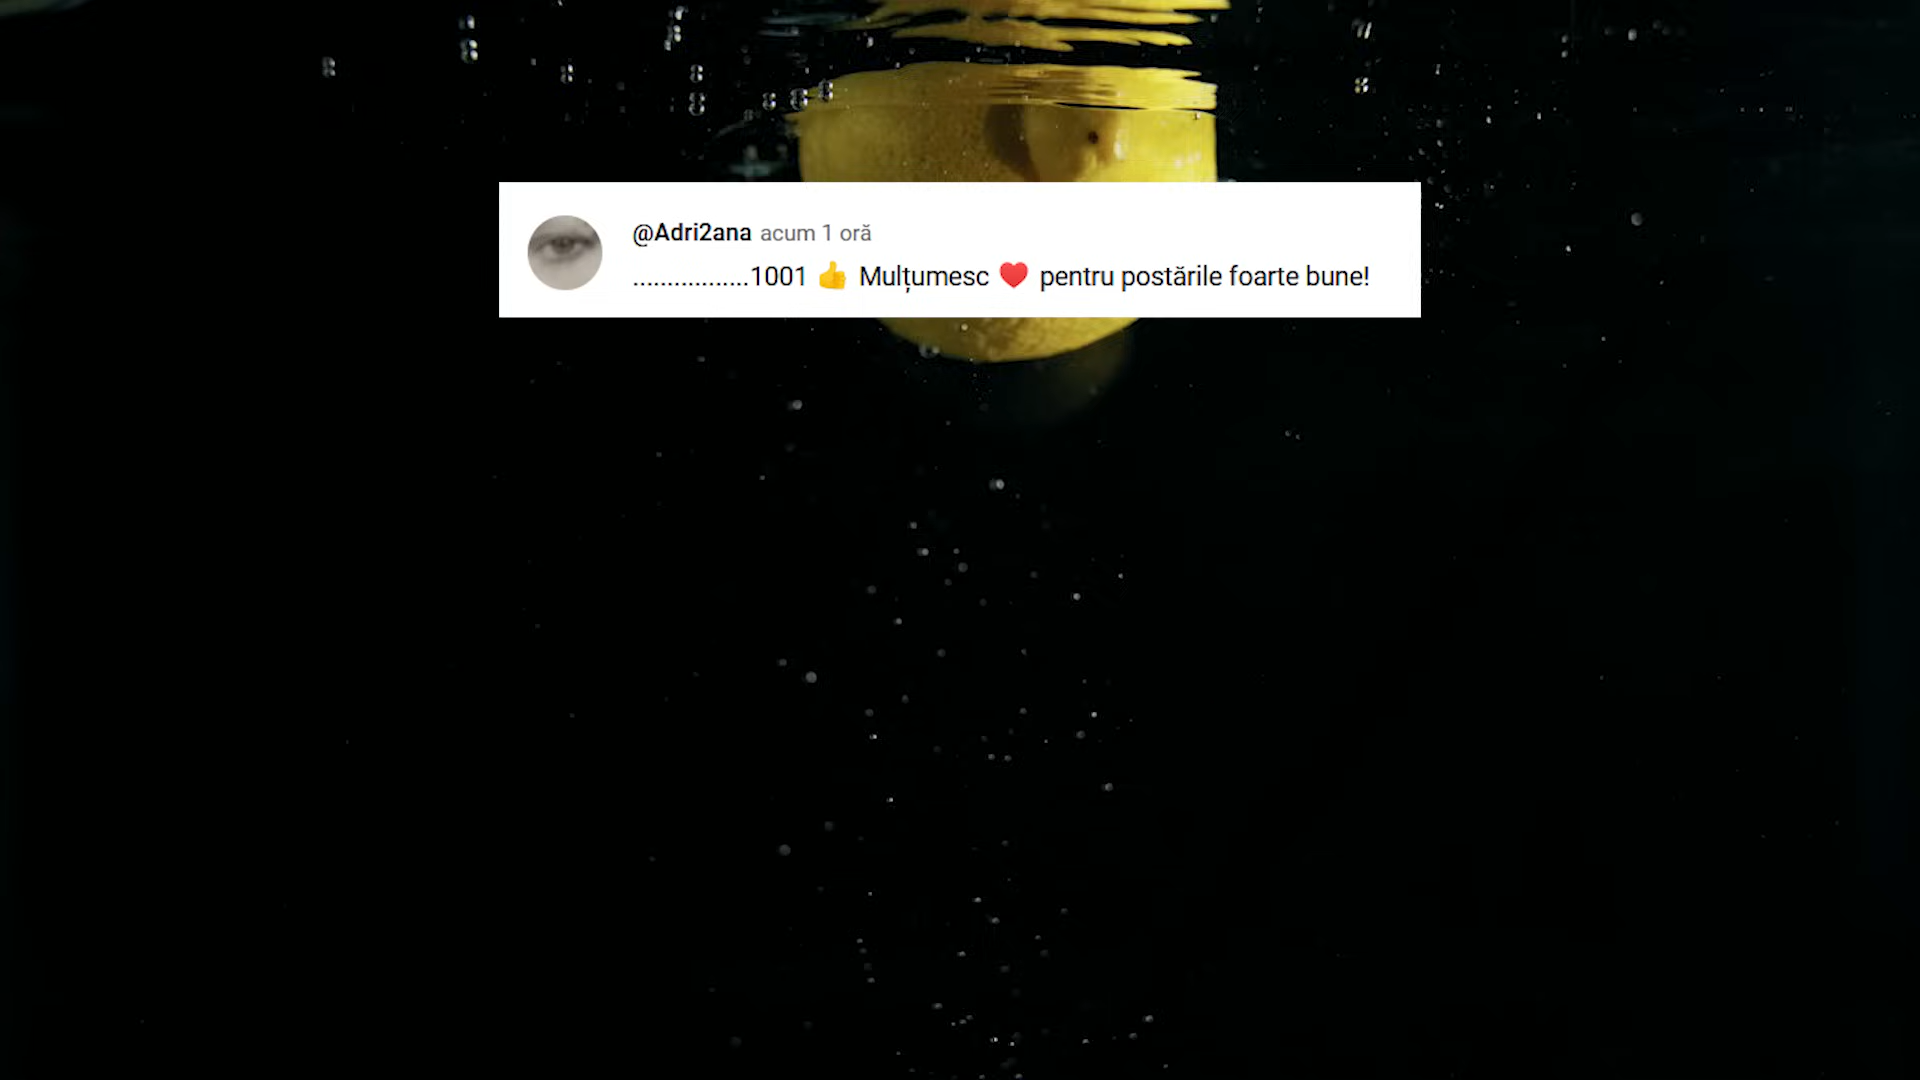 @Adri2ana acum 1 oră
.................1001 👍 Mulțumesc ❤️ pentru postările foarte bune!